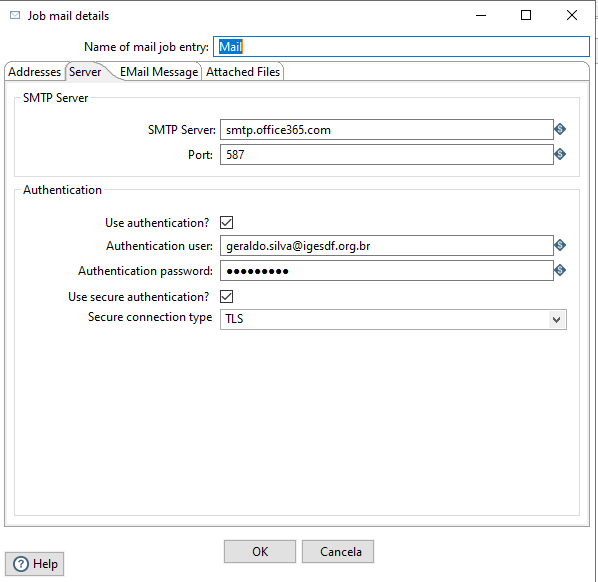 Job mail details
Name of mail job entry: Mail
Addresses Server EMail Message Attached Files
SMTP Server
SMTP Server: smtp.office365.com
Port: 587
Authentication
Use authentication?
Authentication user: geraldo.silva@igesdf.org.br
Authentication password: ●●●●●●●●●
Use secure authentication?
Secure connection type TLS
OK Cancela
Help